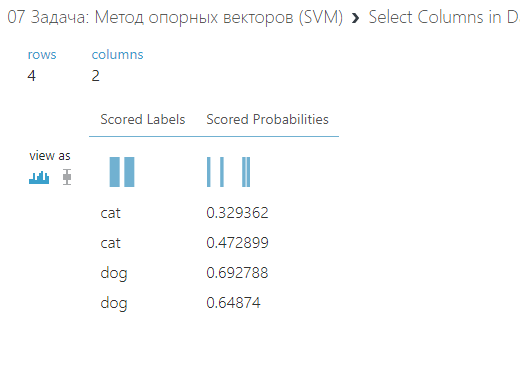 07 Задача: Метод опорных векторов (SVM) › Select Columns in D
rows columns
4 2
Scored Labels Scored Probabilities
view as
cat 0.329362
cat 0.472899
dog 0.692788
dog 0.64874